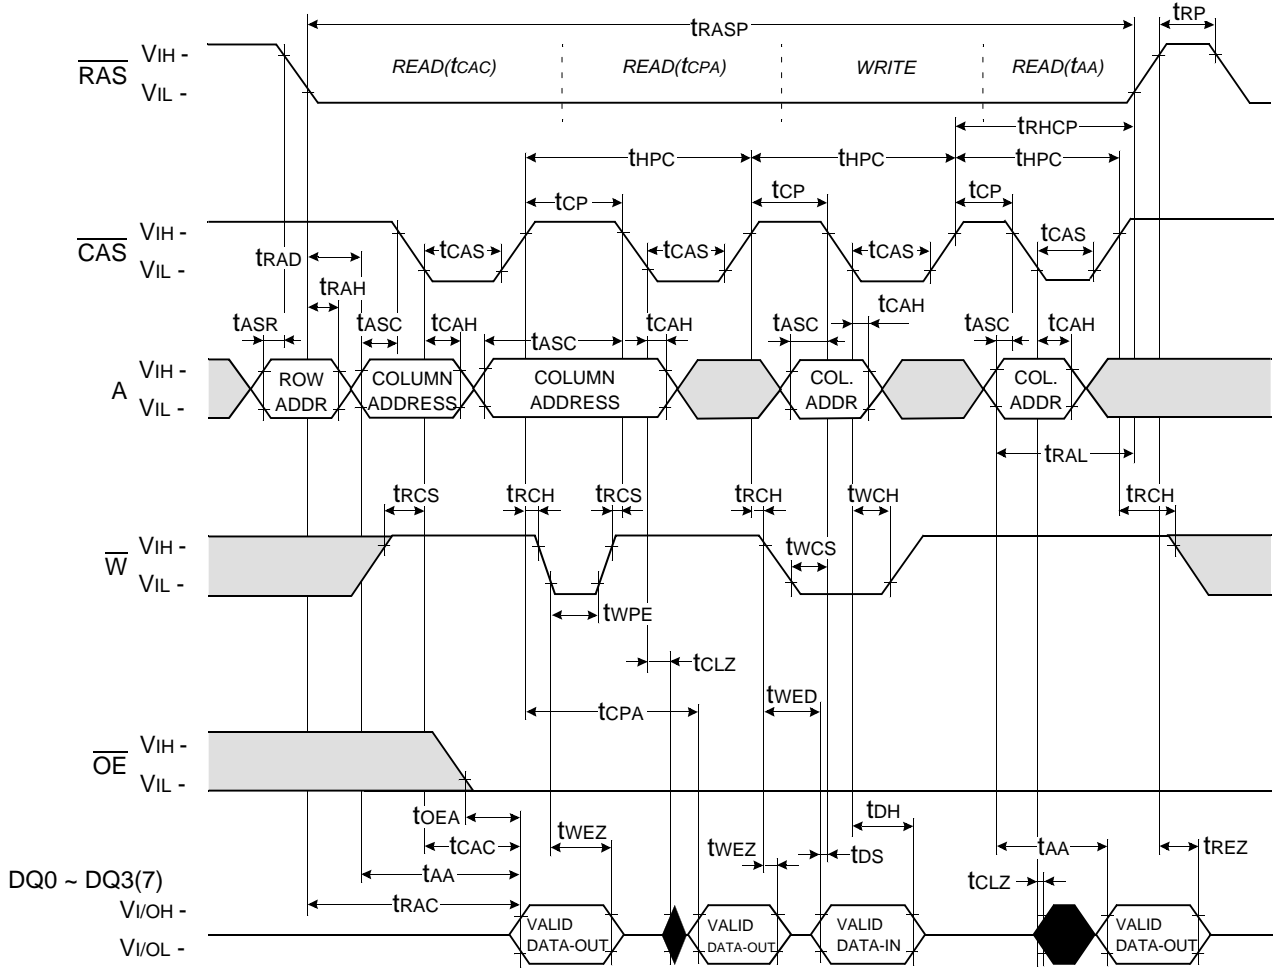 tRASP
tRP
VIH -
RAS
VIL -
READ(tCAC)
READ(tCPA)
WRITE
READ(tAA)
tRHCP
tHPC
tHPC
tHPC
tCP
tCP
tCP
VIH -
CAS
VIL -
tCAS
tCAS
tCAS
tCAS
tRAD
tRAH
tASR
tASC
tCAH
tASC
tCAH
tASC
tCAH
tASC
tCAH
VIH -
A
VIL -
ROW
ADDR
COLUMN
ADDRESS
COLUMN
ADDRESS
COL.
ADDR
COL.
ADDR
tRAL
tRCS
tRCH
tRCS
tRCH
tWCH
tRCH
VIH -
W
VIL -
tWCS
tWPE
tCLZ
tWED
tCPA
VIH -
OE
VIL -
tOEA
tCAC
tAA
tRAC
tWEZ
tWEZ
tDH
tDS
tAA
tREZ
tCLZ
DQ0 ~ DQ3(7)
VI/OH -
VI/OL -
VALID
DATA-OUT
VALID
DATA-OUT
VALID
DATA-IN
VALID
DATA-OUT